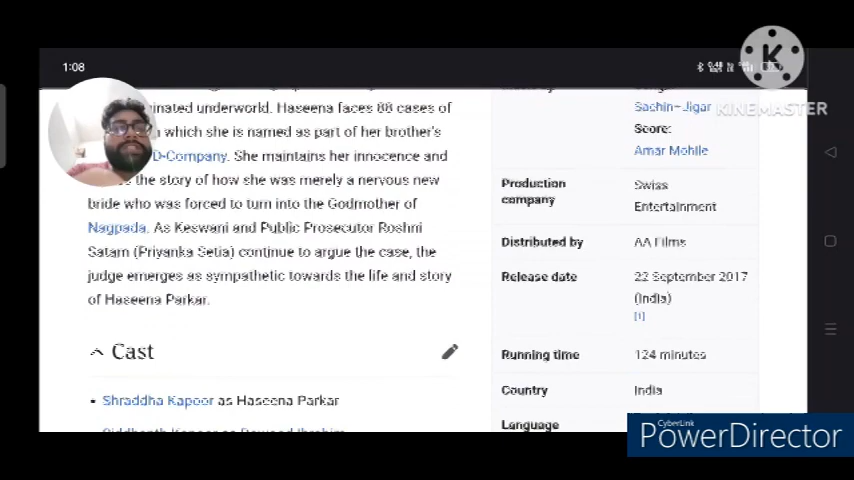 1:08
KINEMASTER
inated underworld. Haseena faces 88 cases of
which she is named as part of her brother's
D-Company. She maintains her innocence and
the story of how she was merely a nervous new
bride who was forced to turn into the Godmother of
Nagpada. As Keswani and Public Prosecutor Roshni
Satam (Priyanka Setia) continue to argue the case, the
judge emerges as sympathetic towards the life and story
of Haseena Parkar.
Cast
• Shraddha Kapoor as Haseena Parkar
Siddhanth Kapoor as Dawood Ibrahim
Sachin-Jigar
Score:
Amar Mohile
Production company
Swiss
Entertainment
Distributed by
AA Films
Release date
22 September 2017
(India)
[1]
Running time
124 minutes
Country
India
Language
CyberLink
PowerDirector